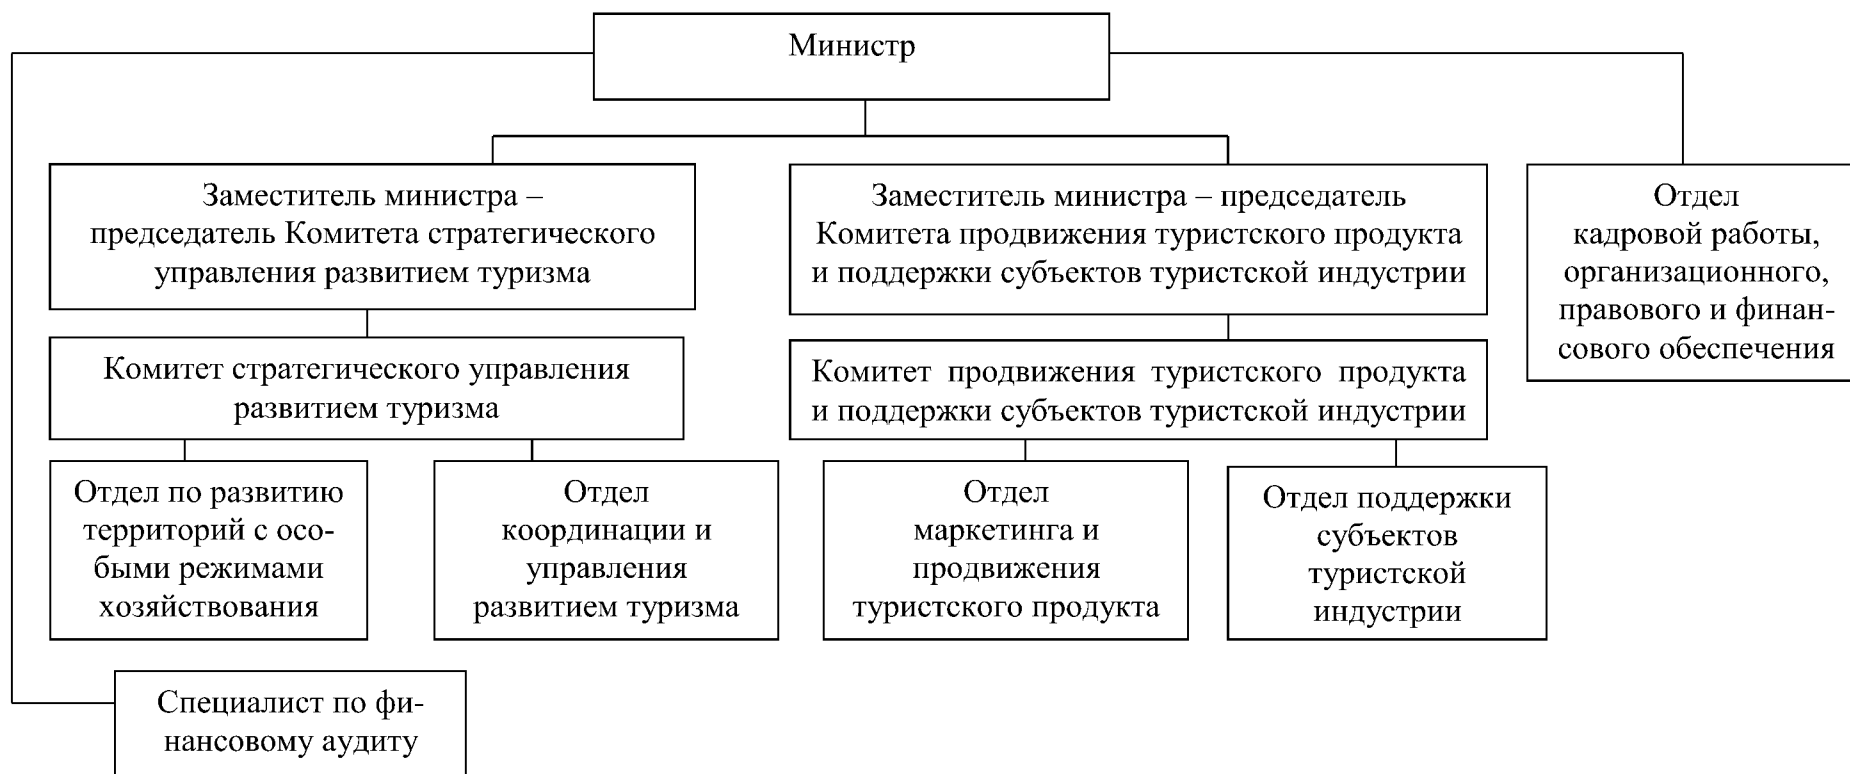 Министр
Заместитель министра –
председатель Комитета стратегического
управления развитием туризма
Заместитель министра – председатель
Комитета продвижения туристского продукта
и поддержки субъектов туристской индустрии
Отдел
кадровой работы,
организационного,
правового и финан-
сового обеспечения
Комитет стратегического управления
развитием туризма
Комитет продвижения туристского продукта
и поддержки субъектов туристской индустрии
Отдел по развитию
территорий с осо-
быми режимами
хозяйствования
Отдел
координации и
управления
развитием туризма
Отдел
маркетинга и
продвижения
туристского продукта
Отдел поддержки
субъектов
туристской
индустрии
Специалист по фи-
нансовому аудиту